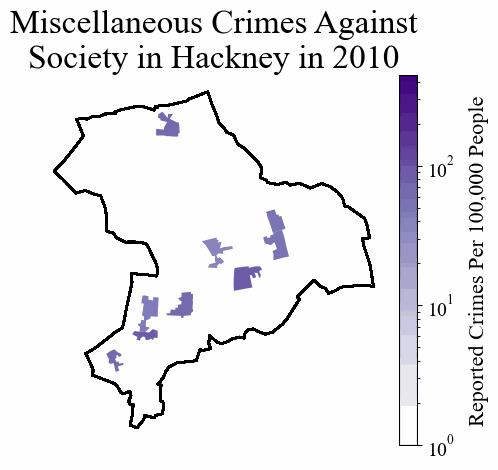 Miscellaneous Crimes Against
Society in Hackney in 2010
10²
10¹
10⁰
Reported Crimes Per 100,000 People